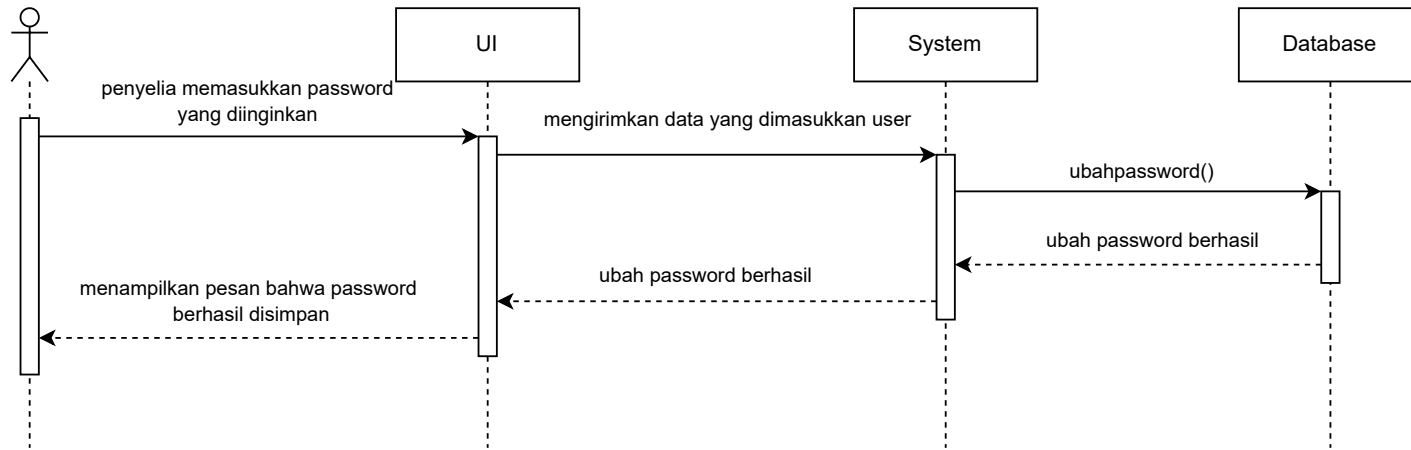 UI
System
Database
penyelia memasukkan password
yang diinginkan
mengirimkan data yang dimasukkan user
ubahpassword()
ubah password berhasil
ubah password berhasil
menampilkan pesan bahwa password
berhasil disimpan